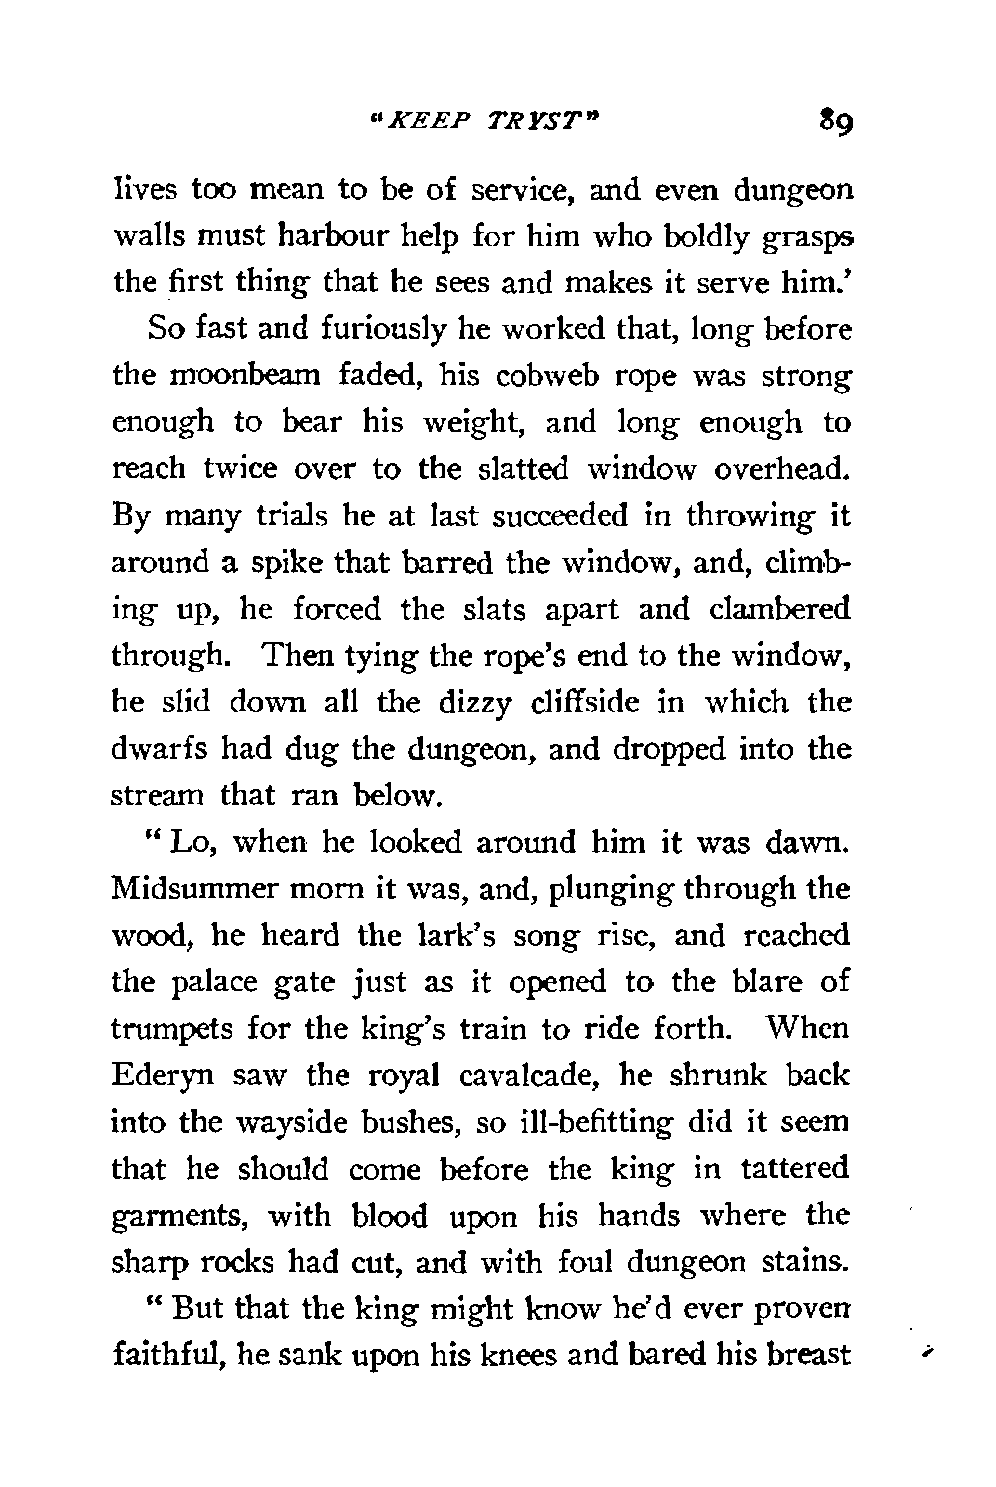 "KEEP TRYST" 89
lives too mean to be of service, and even dungeon
walls must harbour help for him who boldly grasps
the first thing that he sees and makes it serve him.'
So fast and furiously he worked that, long before
the moonbeam faded, his cobweb rope was strong
enough to bear his weight, and long enough to
reach twice over to the slatted window overhead.
By many trials he at last succeeded in throwing it
around a spike that barred the window, and, climb-
ing up, he forced the slats apart and clambered
through. Then tying the rope's end to the window,
he slid down all the dizzy cliffside in which the
dwarfs had dug the dungeon, and dropped into the
stream that ran below.
"Lo, when he looked around him it was dawn.
Midsummer morn it was, and, plunging through the
wood, he heard the lark's song rise, and reached
the palace gate just as it opened to the blare of
trumpets for the king's train to ride forth. When
Ederyn saw the royal cavalcade, he shrunk back
into the wayside bushes, so ill-befitting did it seem
that he should come before the king in tattered
garments, with blood upon his hands where the
sharp rocks had cut, and with foul dungeon stains.
"But that the king might know he'd ever proven
faithful, he sank upon his knees and bared his breast